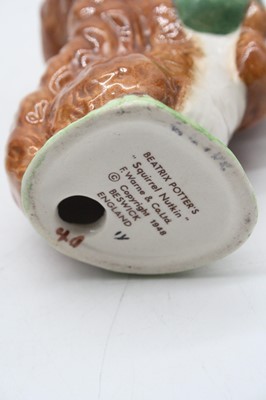 BEATRIX POTTER'S
"Squirrel Nutkin"
F. Warne & Co.Ltd.
© Copyright 1948
BESWICK
ENGLAND